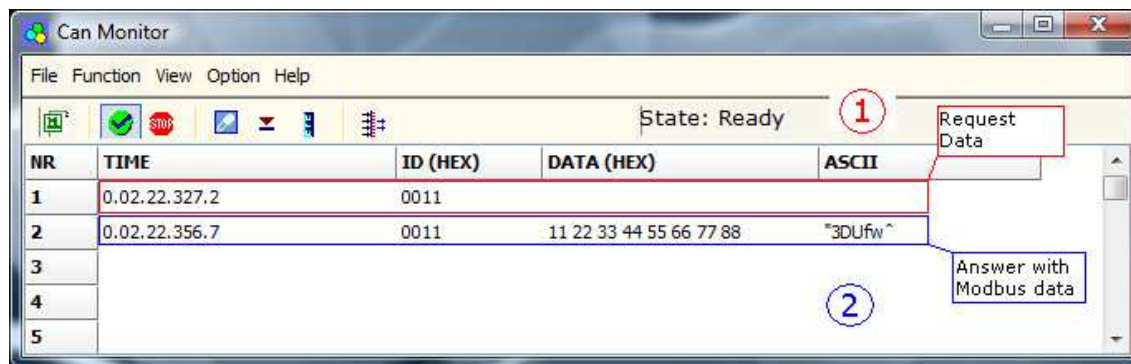 Can Monitor
File Function View Option Help
STOP
State: Ready
1
Request
Data
NR TIME ID (HEX) DATA (HEX) ASCII
1 0.02.22.327.2 0011
2 0.02.22.356.7 0011 11 22 33 44 55 66 77 88 "3DUfw^
3
Answer with
Modbus data
4
2
5